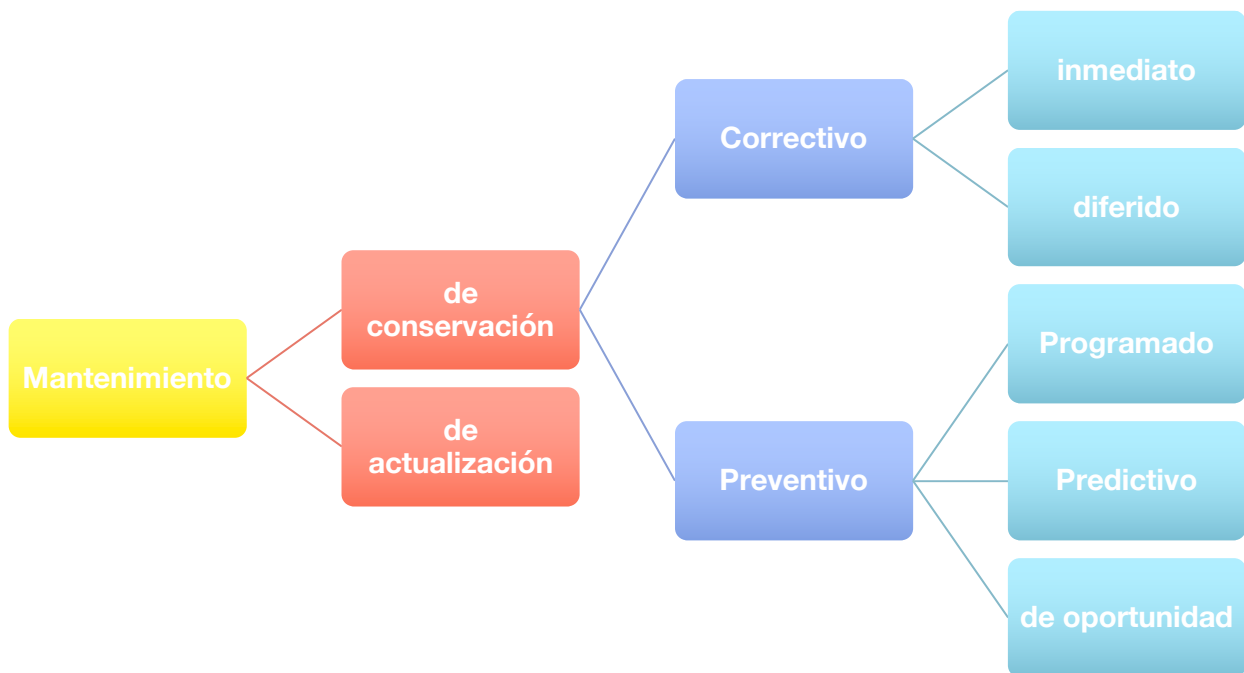 Mantenimiento
de
conservación
de
actualización
Correctivo
Preventivo
inmediato
diferido
Programado
Predictivo
de oportunidad